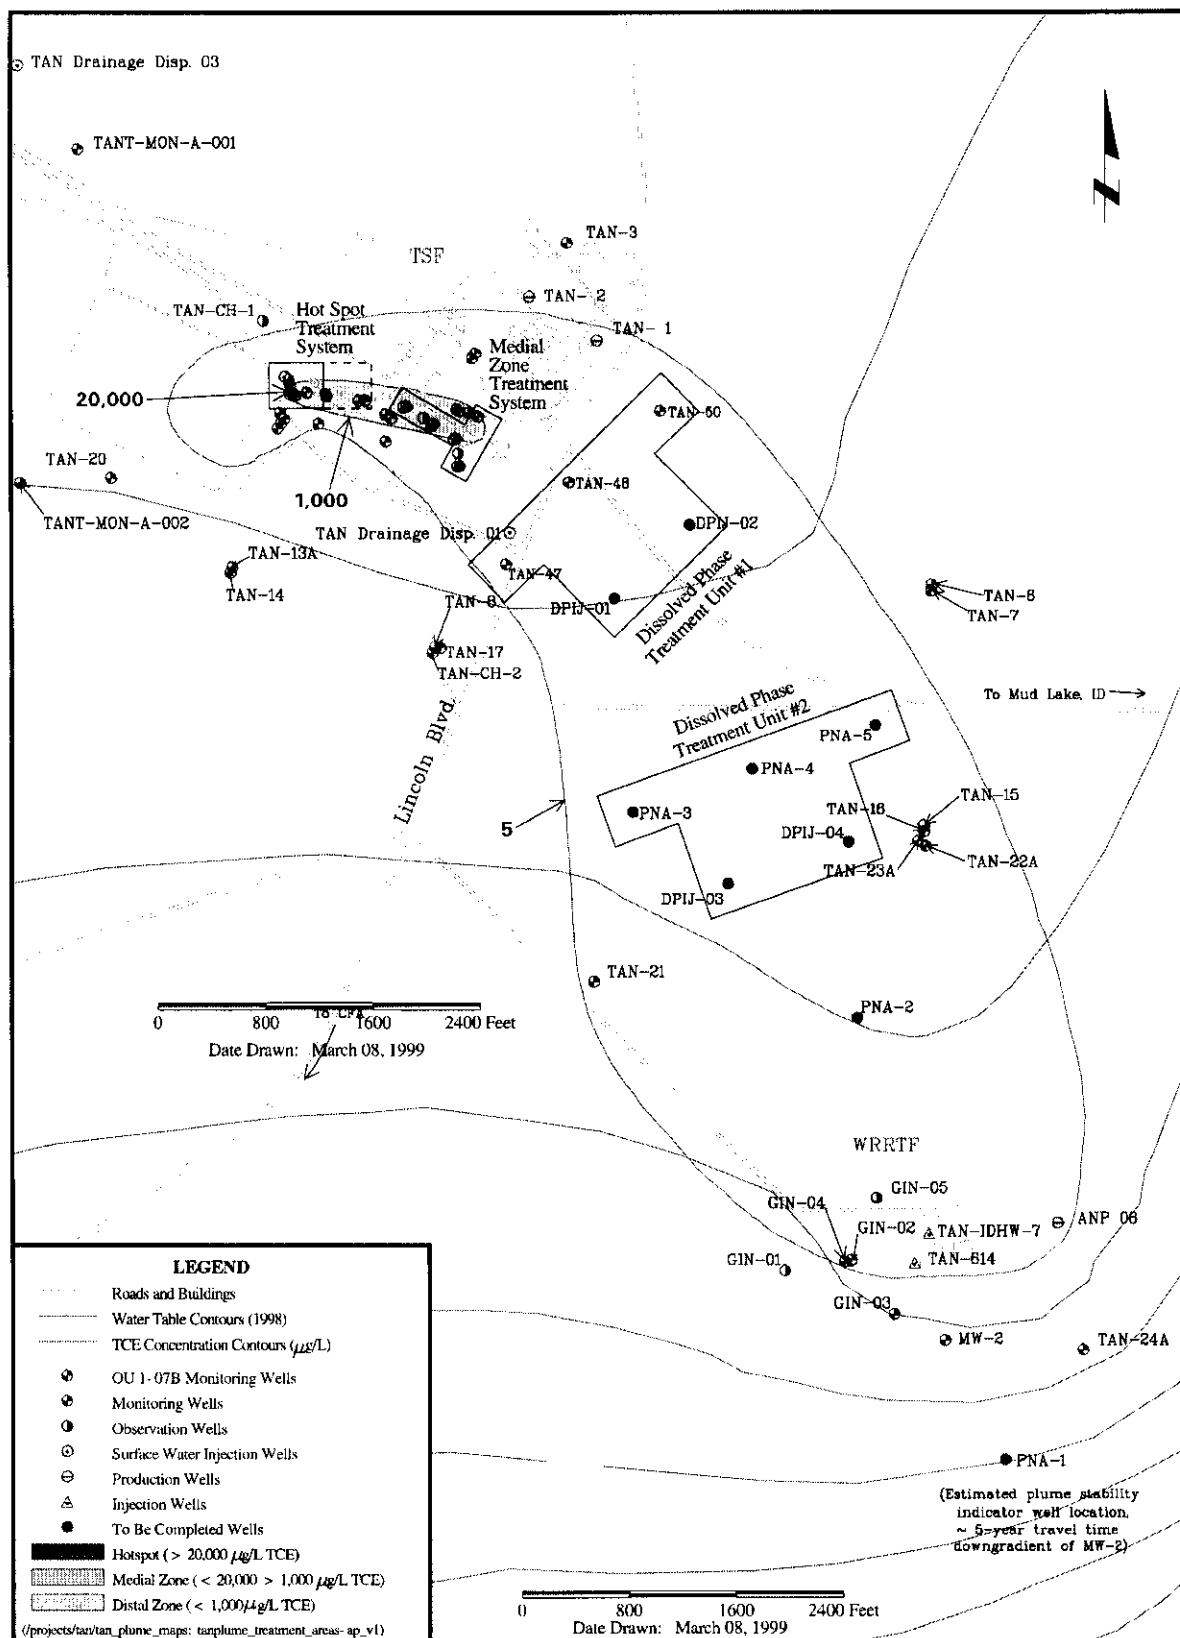 TAN Drainage Disp. 03
TANT-MON-A-001
N
TAN-3
TSF
TAN- 2
TAN-CH-1
Hot Spot
Treatment
System
TAN- 1
Medial
Zone
Treatment
System
20,000
TAN-50
TAN-20
TAN-48
1,000
TANT-MON-A-002
DPIJ-02
TAN Drainage Disp. 01
TAN-13A
TAN-47
TAN-14
DPIJ-01
Dissolved Phase
Treatment Unit #1
TAN-6
TAN-7
TAN-8
TAN-17
TAN-CH-2
To Mud Lake, ID
Lincoln Blvd
Dissolved Phase
Treatment Unit #2
PNA-5
PNA-4
TAN-15
TAN-16
PNA-3
5
DPIJ-04
TAN-23A
TAN-22A
DPIJ-03
TAN-21
PNA-2
To CFA
0 800 1600 2400 Feet
Date Drawn: March 08, 1999
WRRTF
GIN-05
GIN-04
GIN-02
TAN-IDHW-7
ANP 08
GIN-01
TAN-614
GIN-03
MW-2
TAN-24A
PNA-1
(Estimated plume stability
indicator well location,
~ 5-year travel time
downgradient of MW-2)
LEGEND
Roads and Buildings
Water Table Contours (1998)
TCE Concentration Contours (µg/L)
OU 1-07B Monitoring Wells
Monitoring Wells
Observation Wells
Surface Water Injection Wells
Production Wells
Injection Wells
To Be Completed Wells
Hotspot ( > 20,000 µg/L TCE)
Medial Zone ( < 20,000 > 1,000 µg/L TCE)
Distal Zone ( < 1,000 µg/L TCE)
(/projects/tan/tan_plume_maps: tanplume_treatment_areas-ap_v1)
0 800 1600 2400 Feet
Date Drawn: March 08, 1999